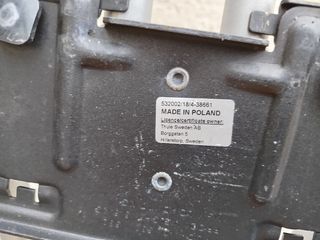 532002/18/4-38661
MADE IN POLAND
Licence/certificate owner:
Thule Sweden AB
Borggatan 5
Hillerstorp, Sweden